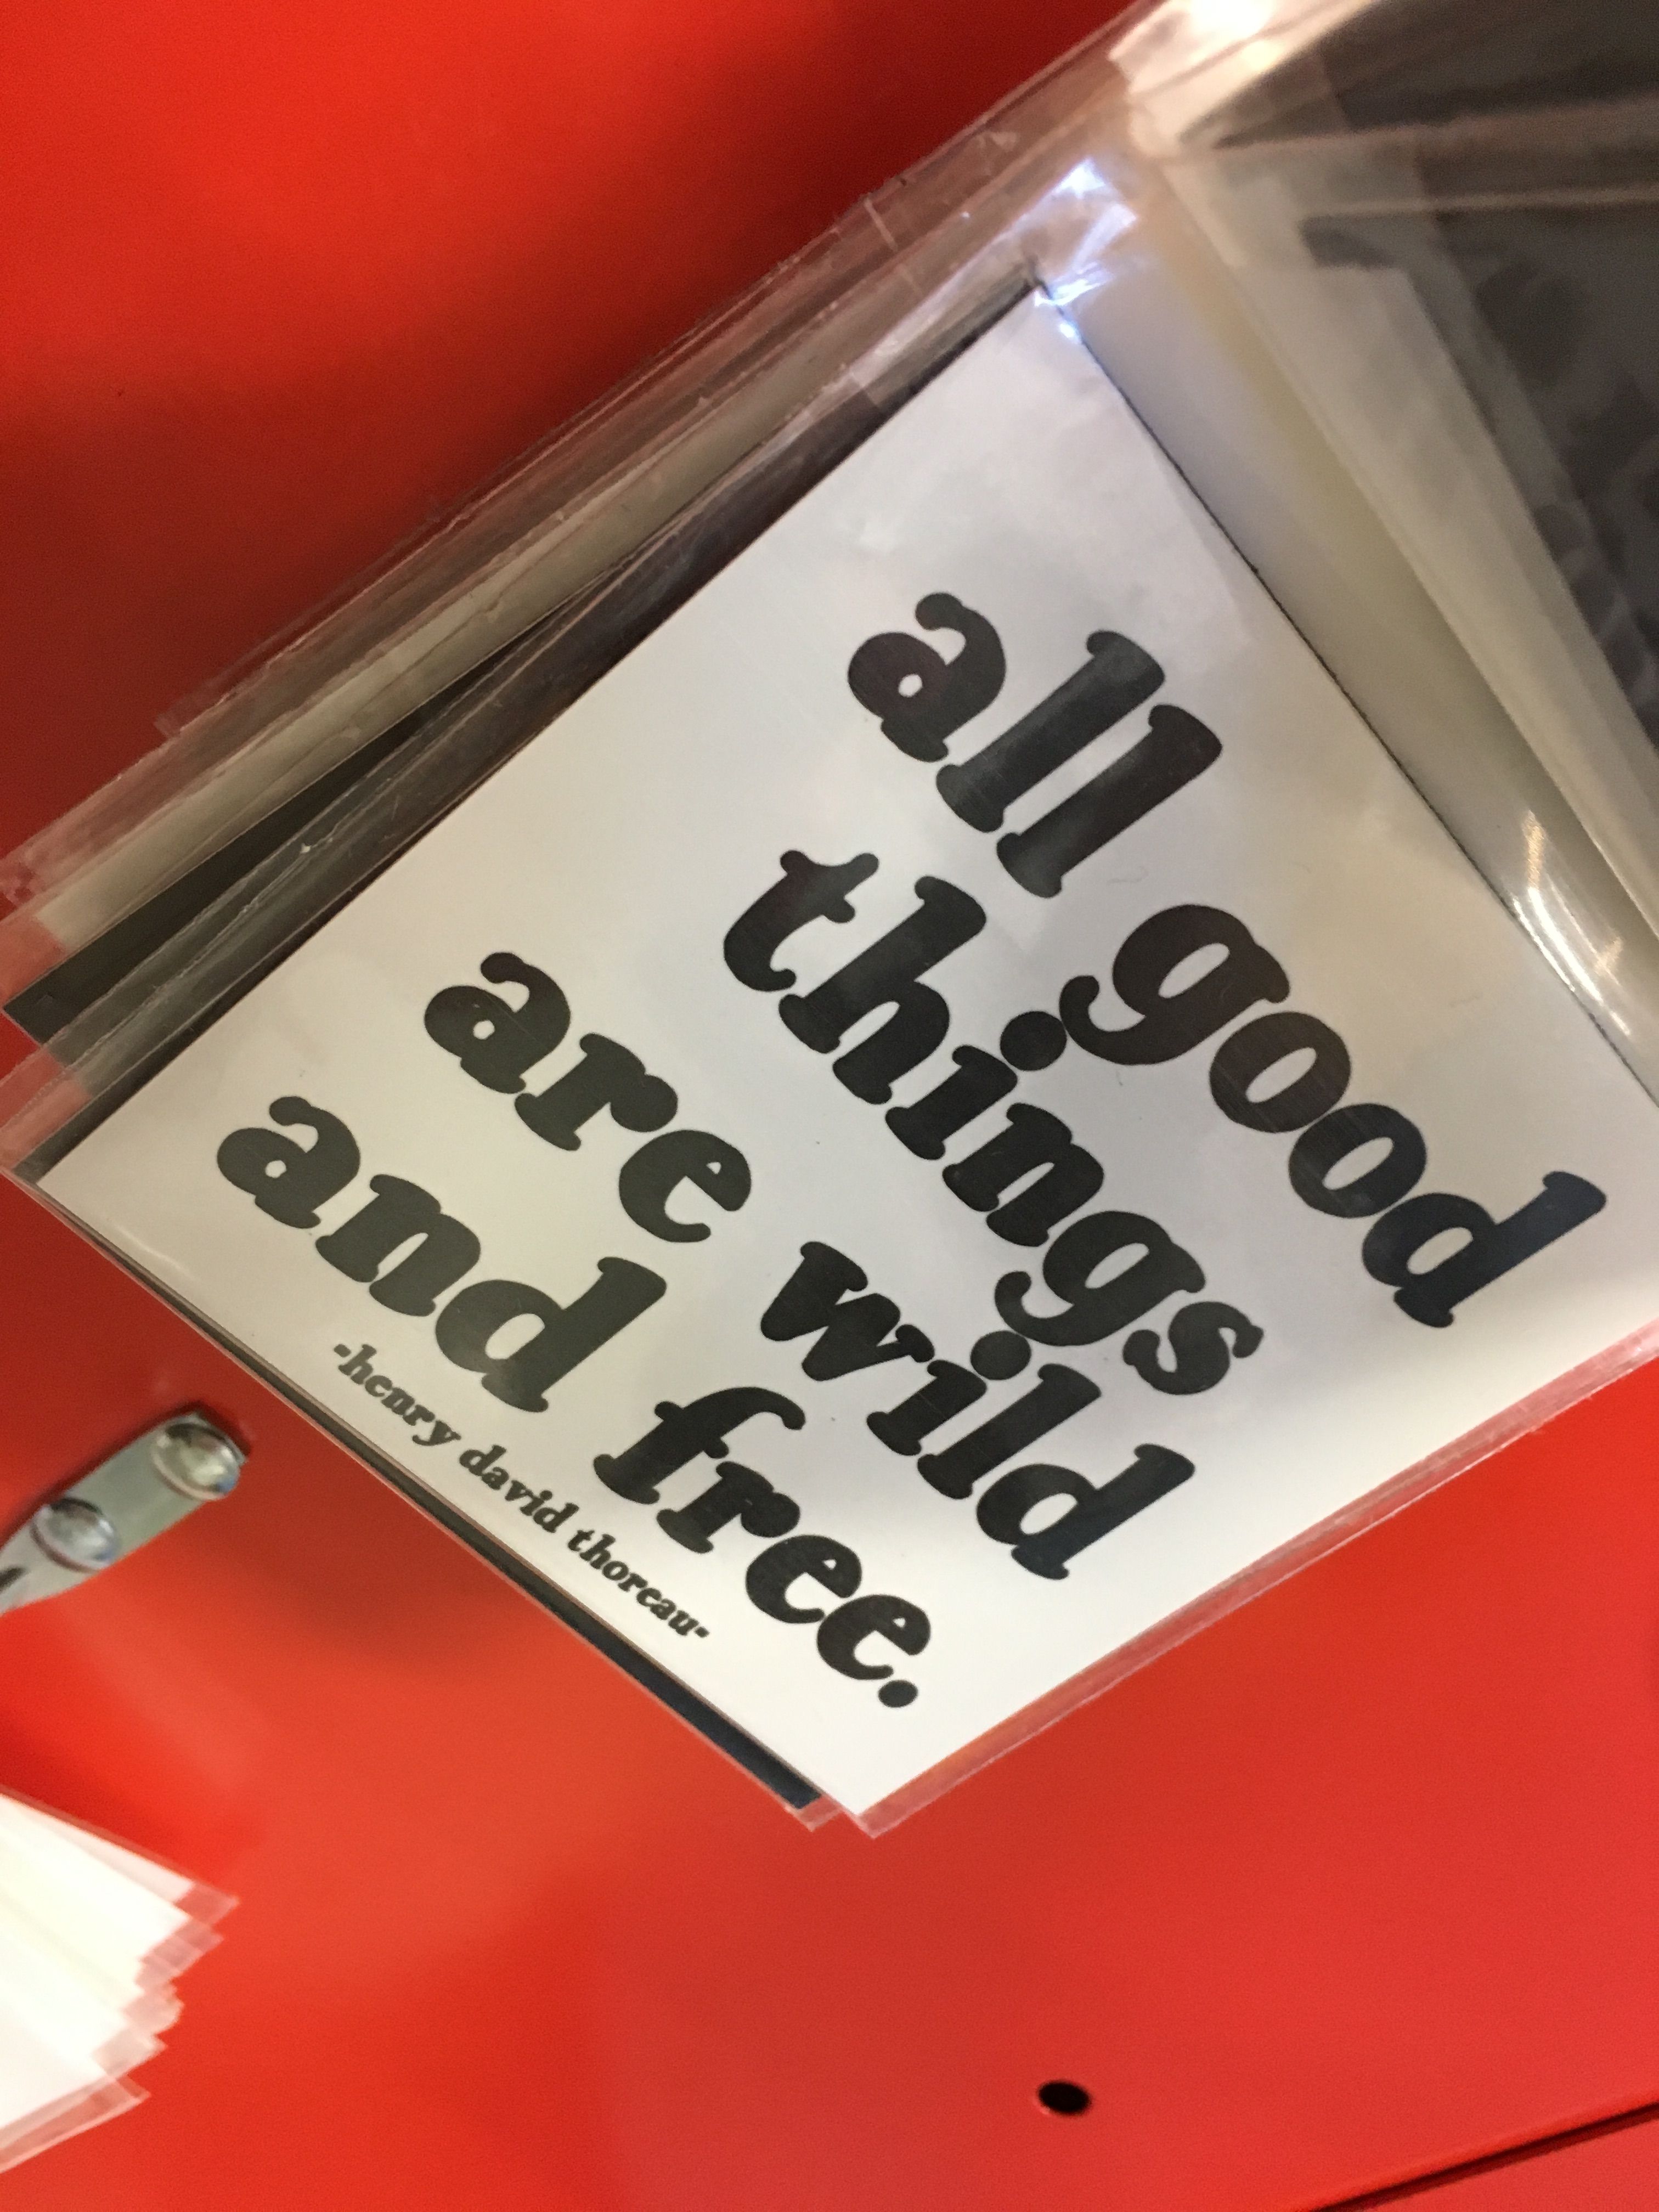 all good
things
are wild
and free.
-henry david thoreau-